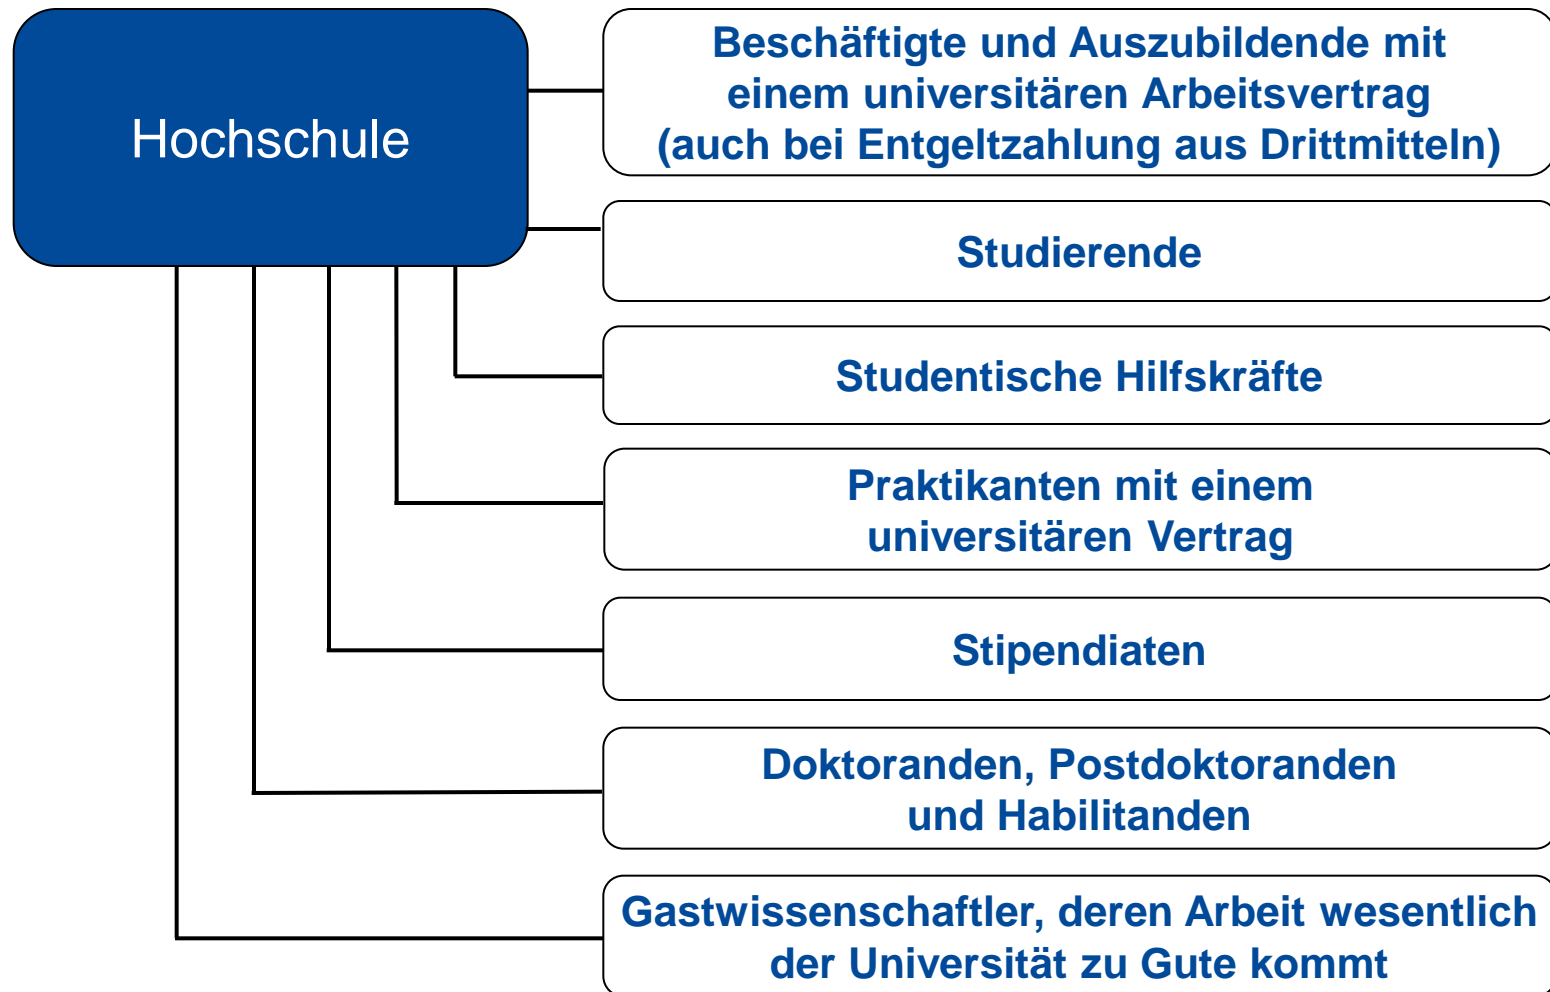 Hochschule
Beschäftigte und Auszubildende mit
einem universitären Arbeitsvertrag
(auch bei Entgeltzahlung aus Drittmitteln)
Studierende
Studentische Hilfskräfte
Praktikanten mit einem
universitären Vertrag
Stipendiaten
Doktoranden, Postdoktoranden
und Habilitanden
Gastwissenschaftler, deren Arbeit wesentlich
der Universität zu Gute kommt